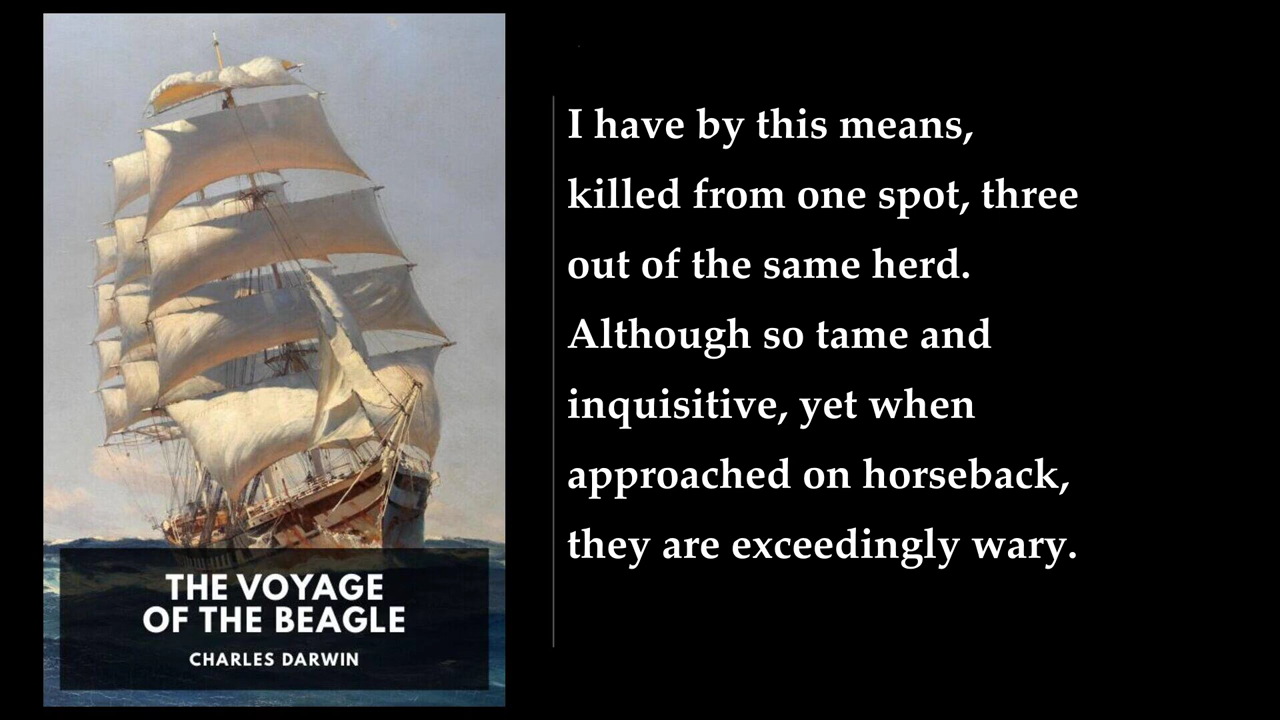 THE VOYAGE
OF THE BEAGLE
CHARLES DARWIN
I have by this means,
killed from one spot, three
out of the same herd.
Although so tame and
inquisitive, yet when
approached on horseback,
they are exceedingly wary.